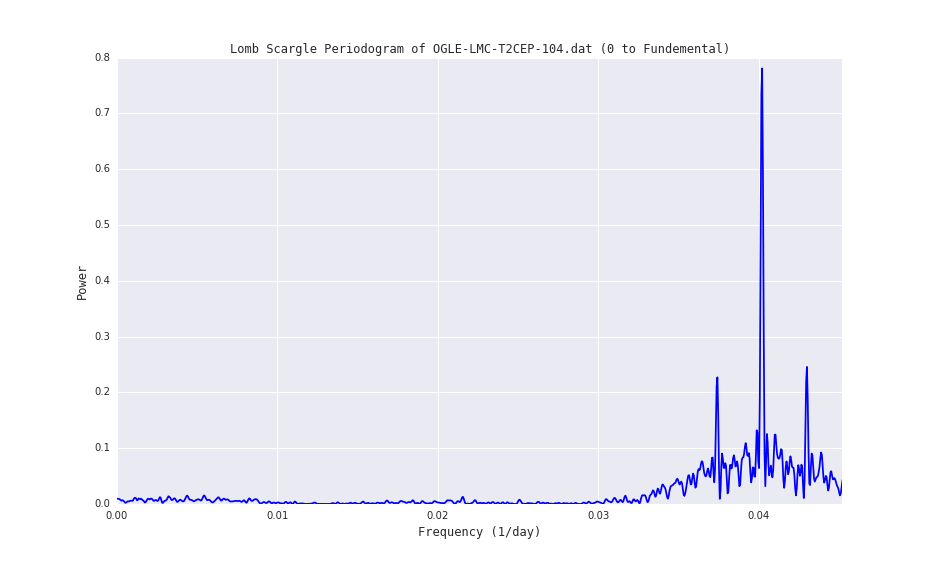 Lomb Scargle Periodogram of OGLE-LMC-T2CEP-104.dat (0 to Fundemental)
0.8
0.7
0.6
0.5
0.4
0.3
0.2
0.1
0.0
Power
0.00 0.01 0.02 0.03 0.04
Frequency (1/day)